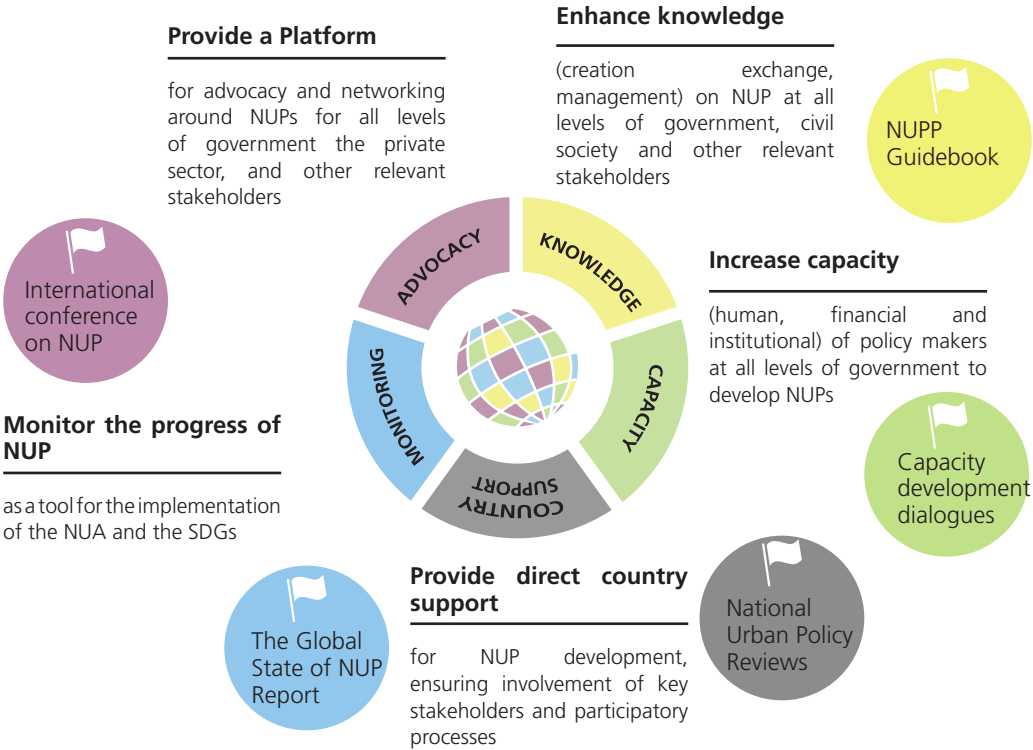 Provide a Platform
for advocacy and networking
around NUPs for all levels
of government the private
sector, and other relevant
stakeholders
Enhance knowledge
(creation exchange,
management) on NUP at all
levels of government, civil
society and other relevant
stakeholders
NUPP
Guidebook
International
conference
on NUP
ADVOCACY
KNOWLEDGE
CAPACITY
COUNTRY
SUPPORT
MONITORING
Increase capacity
(human, financial and
institutional) of policy makers
at all levels of government to
develop NUPs
Capacity
development
dialogues
Monitor the progress of
NUP
as a tool for the implementation
of the NUA and the SDGs
The Global
State of NUP
Report
Provide direct country
support
for NUP development,
ensuring involvement of key
stakeholders and participatory
processes
National
Urban Policy
Reviews